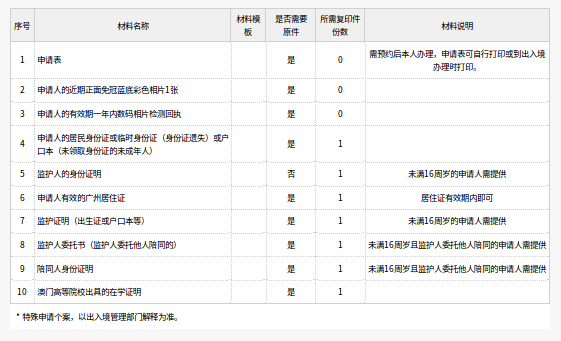 序号 材料名称 材料模板 是否需要原件 所需复印件份数 材料说明
1 申请表 是 0 需预约后本人办理，申请表可自行打印或到出入境办理时打印。
2 申请人的近期正面免冠蓝底彩色相片1张 是 0
3 申请人的有效期一年内数码相片检测回执 是 0
4 申请人的居民身份证或临时身份证（身份证遗失）或户口本（未领取身份证的未成年人） 是 1
5 监护人的身份证明 否 1 未满16周岁的申请人需提供
6 申请人有效的广州居住证 是 1 居住证有效期内即可
7 监护证明（出生证或户口本等） 是 1 未满16周岁的申请人需提供
8 监护人委托书（监护人委托他人陪同的） 是 1 未满16周岁且监护人委托他人陪同的申请人需提供
9 陪同人身份证明 是 1 未满16周岁且监护人委托他人陪同的申请人需提供
10 澳门高等院校出具的在学证明 是 1
* 特殊申请个案，以出入境管理部门解释为准。